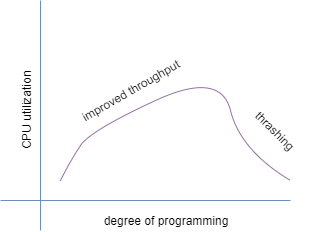 improved throughput
thrashing
CPU utilization
degree of programming